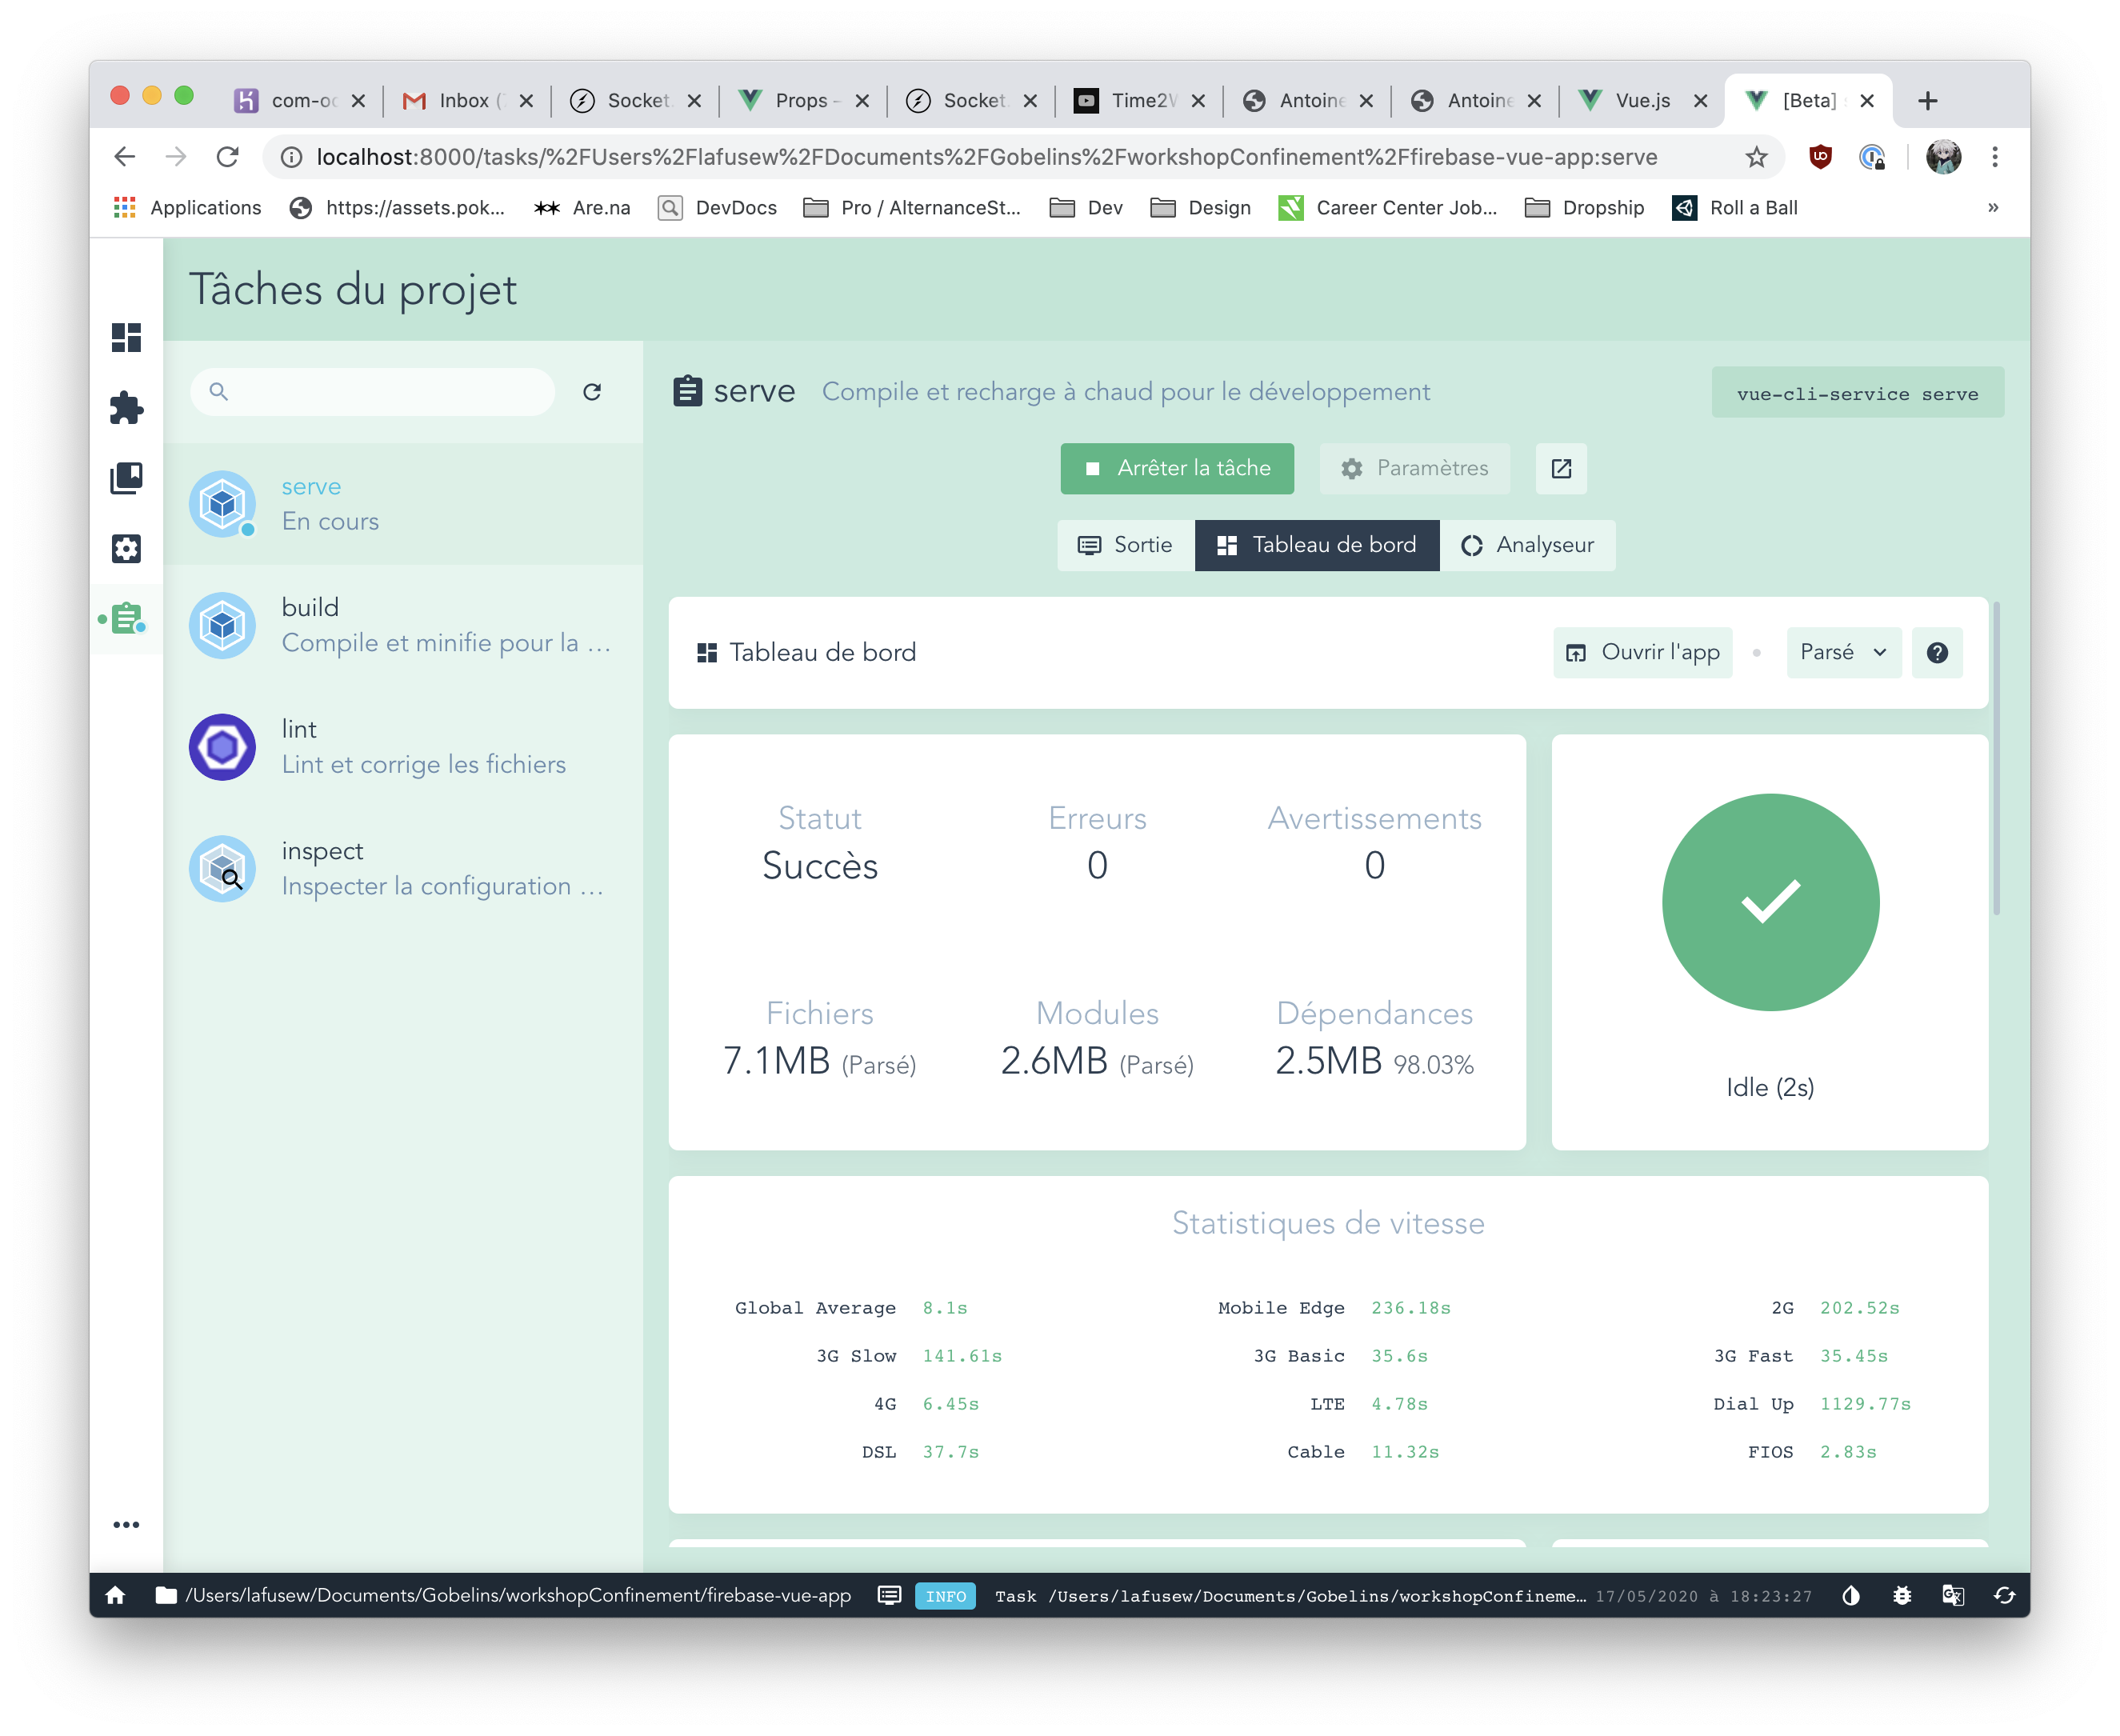 com-oc
Inbox (
Socket.
Props -
Socket.
Time2
Antoine
Antoine
Vue.js
[Beta]
localhost:8000/tasks/%2FUsers%2Flafusew%2FDocuments%2FGobelins%2FworkshopConfinement%2Ffirebase-vue-app:serve
Applications
https://assets.pok...
Are.na
DevDocs
Pro / AlternanceSt...
Dev
Design
Career Center Job...
Dropship
Roll a Ball
»
Tâches du projet
serve
Compile et recharge à chaud pour le développement
vue-cli-service serve
Arrêter la tâche
Paramètres
Sortie
Tableau de bord
Analyseur
serve
En cours
build
Compile et minifie pour la ...
lint
Lint et corrige les fichiers
inspect
Inspecter la configuration ...
Tableau de bord
Ouvrir l'app
Parsé
Statut
Succès
Erreurs
0
Avertissements
0
Fichiers
7.1MB (Parsé)
Modules
2.6MB (Parsé)
Dépendances
2.5MB 98.03%
Idle (2s)
Statistiques de vitesse
Global Average 8.1s
Mobile Edge 236.18s
2G 202.52s
3G Slow 141.61s
3G Basic 35.6s
3G Fast 35.45s
4G 6.45s
LTE 4.78s
Dial Up 1129.77s
DSL 37.7s
Cable 11.32s
FIOS 2.83s
/Users/lafusew/Documents/Gobelins/workshopConfinement/firebase-vue-app
INFO
Task /Users/lafusew/Documents/Gobelins/workshopConfineme…
17/05/2020 à 18:23:27